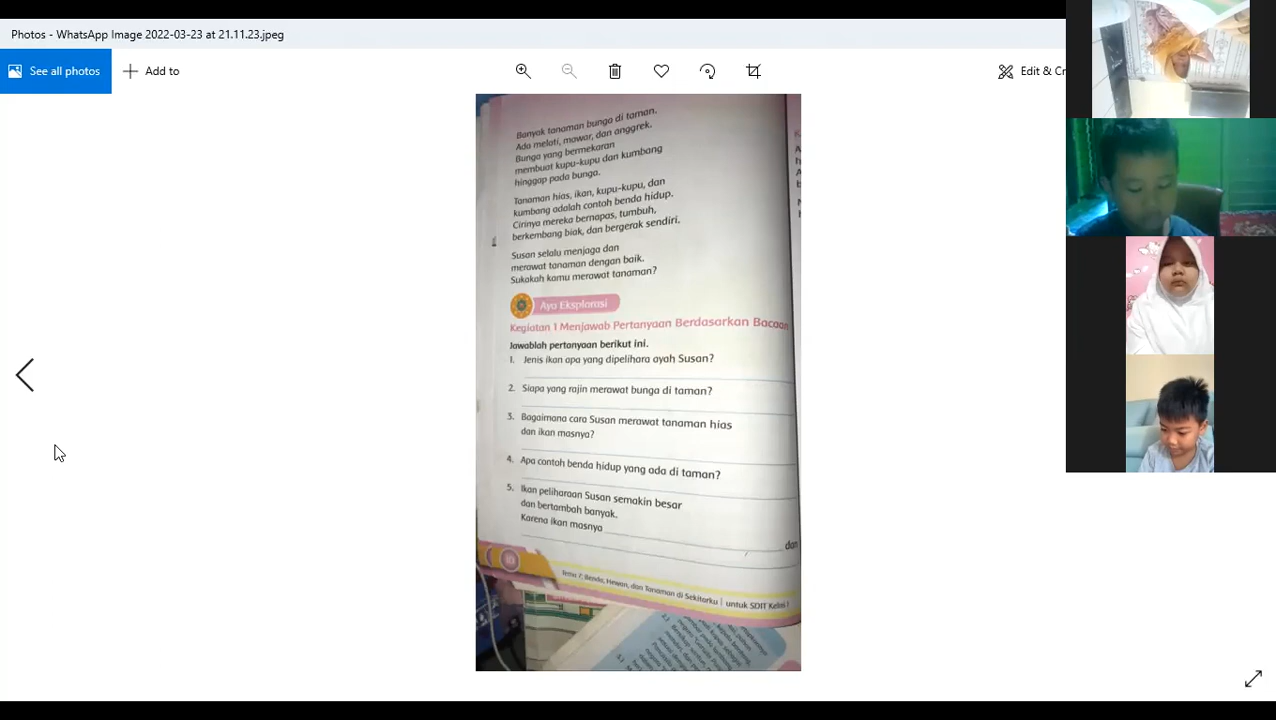 Photos - WhatsApp Image 2022-03-23 at 21.11.23.jpeg
See all photos
Add to
Edit & Cr
Banyak tanaman bunga di taman.
Ada melati, mawar, dan anggrek.
Bunga yang bermekaran
membuat kupu-kupu dan kumbang
hinggap pada bunga.
Tanaman hias, ikan, kupu-kupu, dan
kumbang adalah contoh benda hidup.
Cirinya mereka bernapas, tumbuh,
berkembang biak, dan bergerak sendiri.
Susan selalu menjaga dan
merawat tanaman dengan baik.
Sukakah kamu merawat tanaman?
Ayo Eksplorasi
Kegiatan 1 Menjawab Pertanyaan Berdasarkan Bacaan
Jawablah pertanyaan berikut ini.
1. Jenis ikan apa yang dipelihara ayah Susan?
2. Siapa yang rajin merawat bunga di taman?
3. Bagaimana cara Susan merawat tanaman hias
dan ikan masnya?
4. Apa contoh benda hidup yang ada di taman?
5. Ikan peliharaan Susan semakin besar
dan bertambah banyak.
Karena ikan masnya
dan
Tema 7, Benda, Hewan, dan Tanaman di Sekitarku | untuk SDIT Kelas I